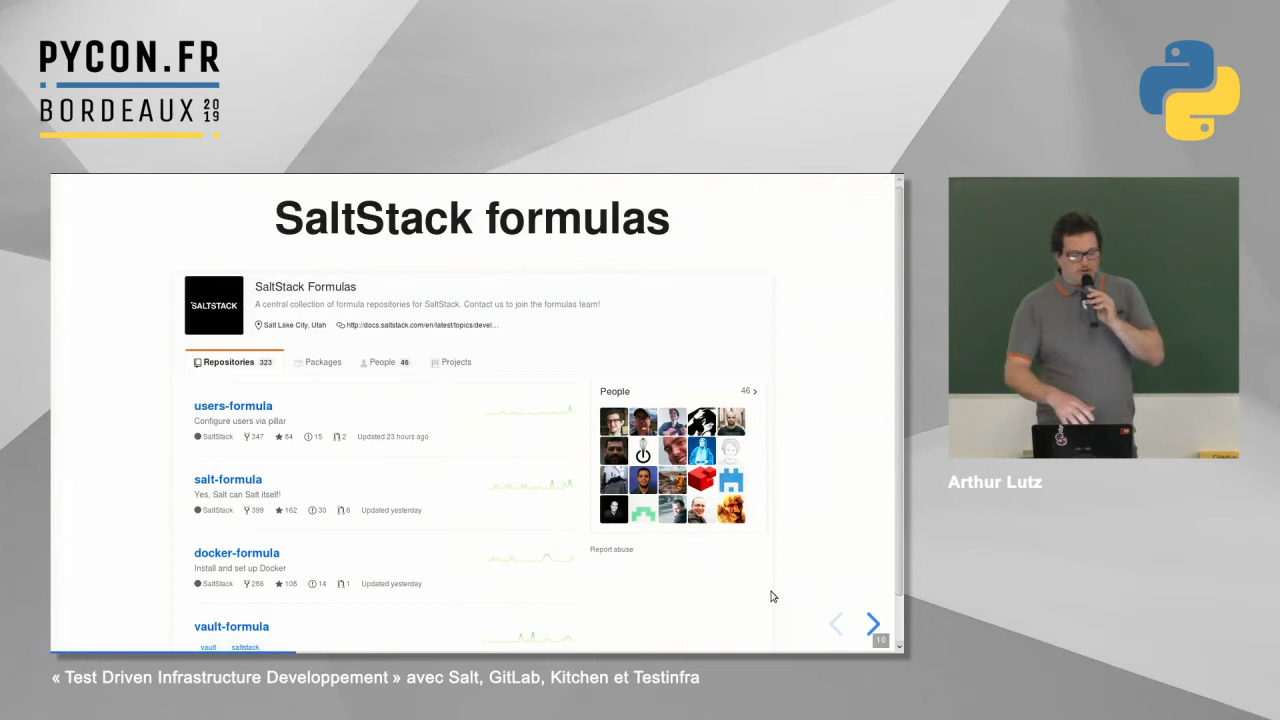 PYCON.FR
BORDEAUX 2019
SaltStack formulas
SALTSTACK
SaltStack Formulas
A central collection of formula repositories for SaltStack. Contact us to join the formulas team!
Salt Lake City, Utah http://docs.saltstack.com/en/latest/topics/devel...
Repositories 323 Packages People 46 Projects
users-formula
Configure users via pillar
SaltStack 347 84 15 2 Updated 23 hours ago
salt-formula
Yes, Salt can Salt itself!
SaltStack 399 162 30 6 Updated yesterday
docker-formula
Install and set up Docker
SaltStack 286 108 14 1 Updated yesterday
vault-formula
vault saltstack
People 46
Report abuse
10
Arthur Lutz
« Test Driven Infrastructure Developpement » avec Salt, GitLab, Kitchen et Testinfra